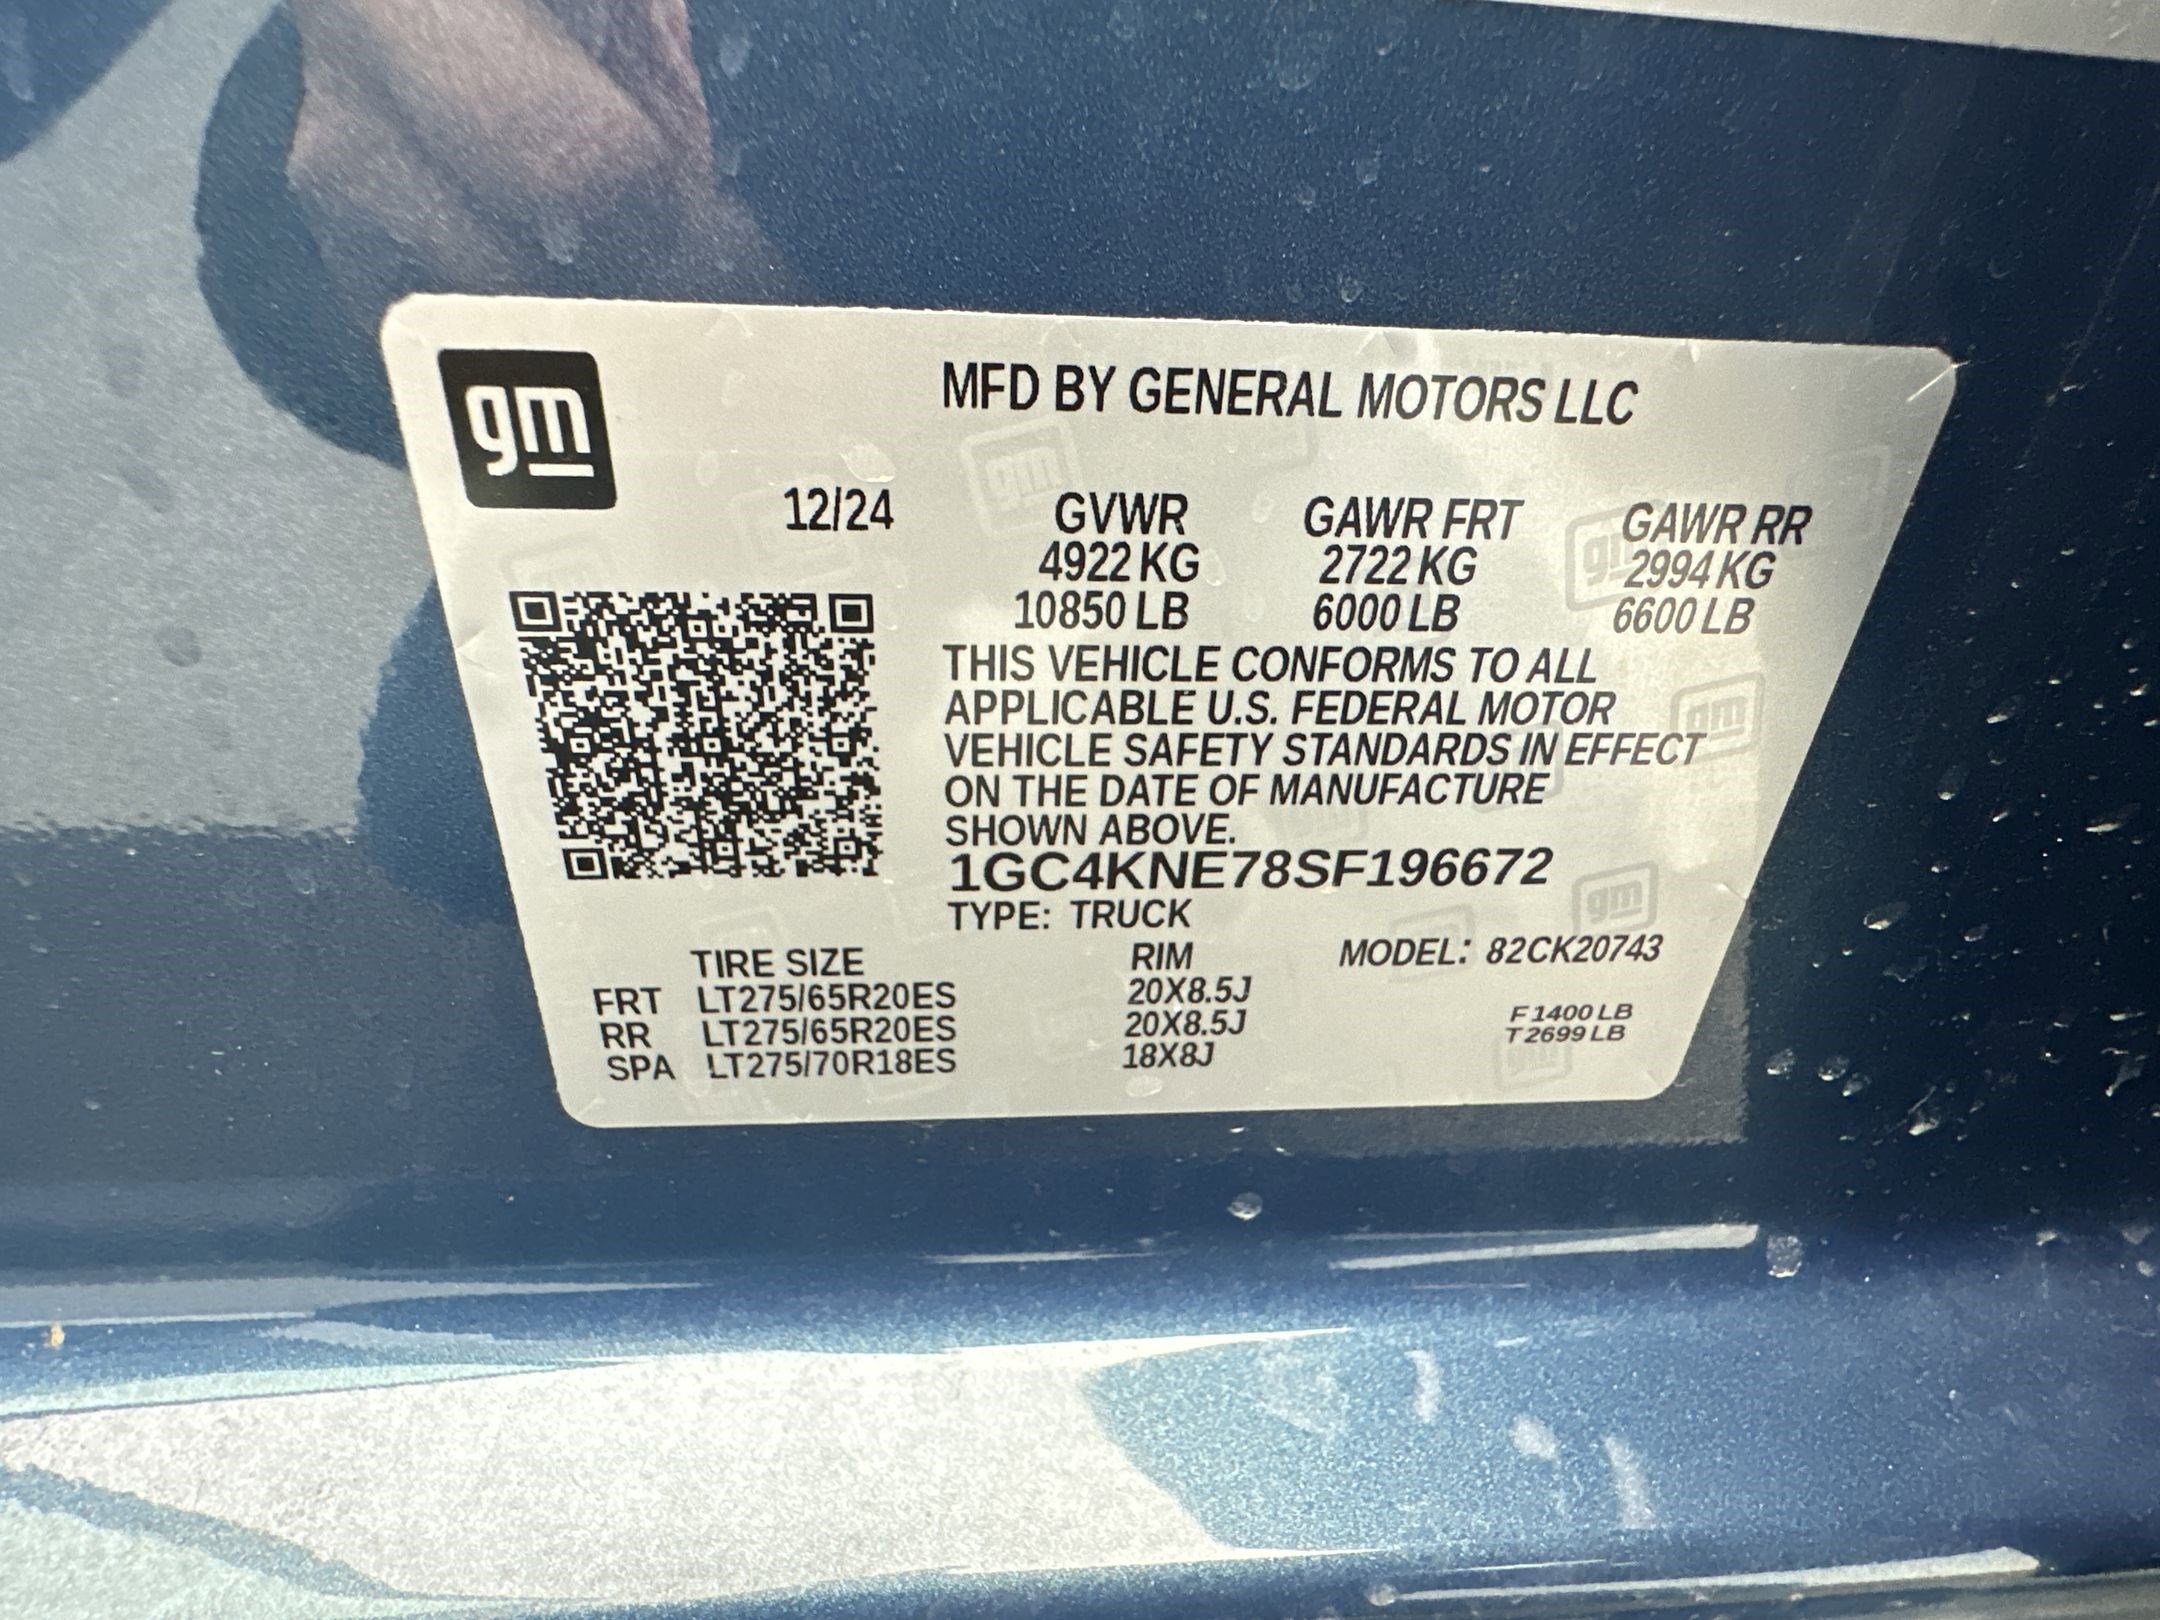 gm
MFD BY GENERAL MOTORS LLC
12/24 GVWR GAWR FRT GAWR RR
4922 KG 2722 KG 2994 KG
10850 LB 6000 LB 6600 LB
THIS VEHICLE CONFORMS TO ALL
APPLICABLE U.S. FEDERAL MOTOR
VEHICLE SAFETY STANDARDS IN EFFECT
ON THE DATE OF MANUFACTURE
SHOWN ABOVE.
1GC4KNE78SF196672
TYPE: TRUCK
TIRE SIZE RIM MODEL: 82CK20743
FRT LT275/65R20ES 20X8.5J
RR LT275/65R20ES 20X8.5J
SPA LT275/70R18ES 18X8J
F 1400 LB
T 2699 LB